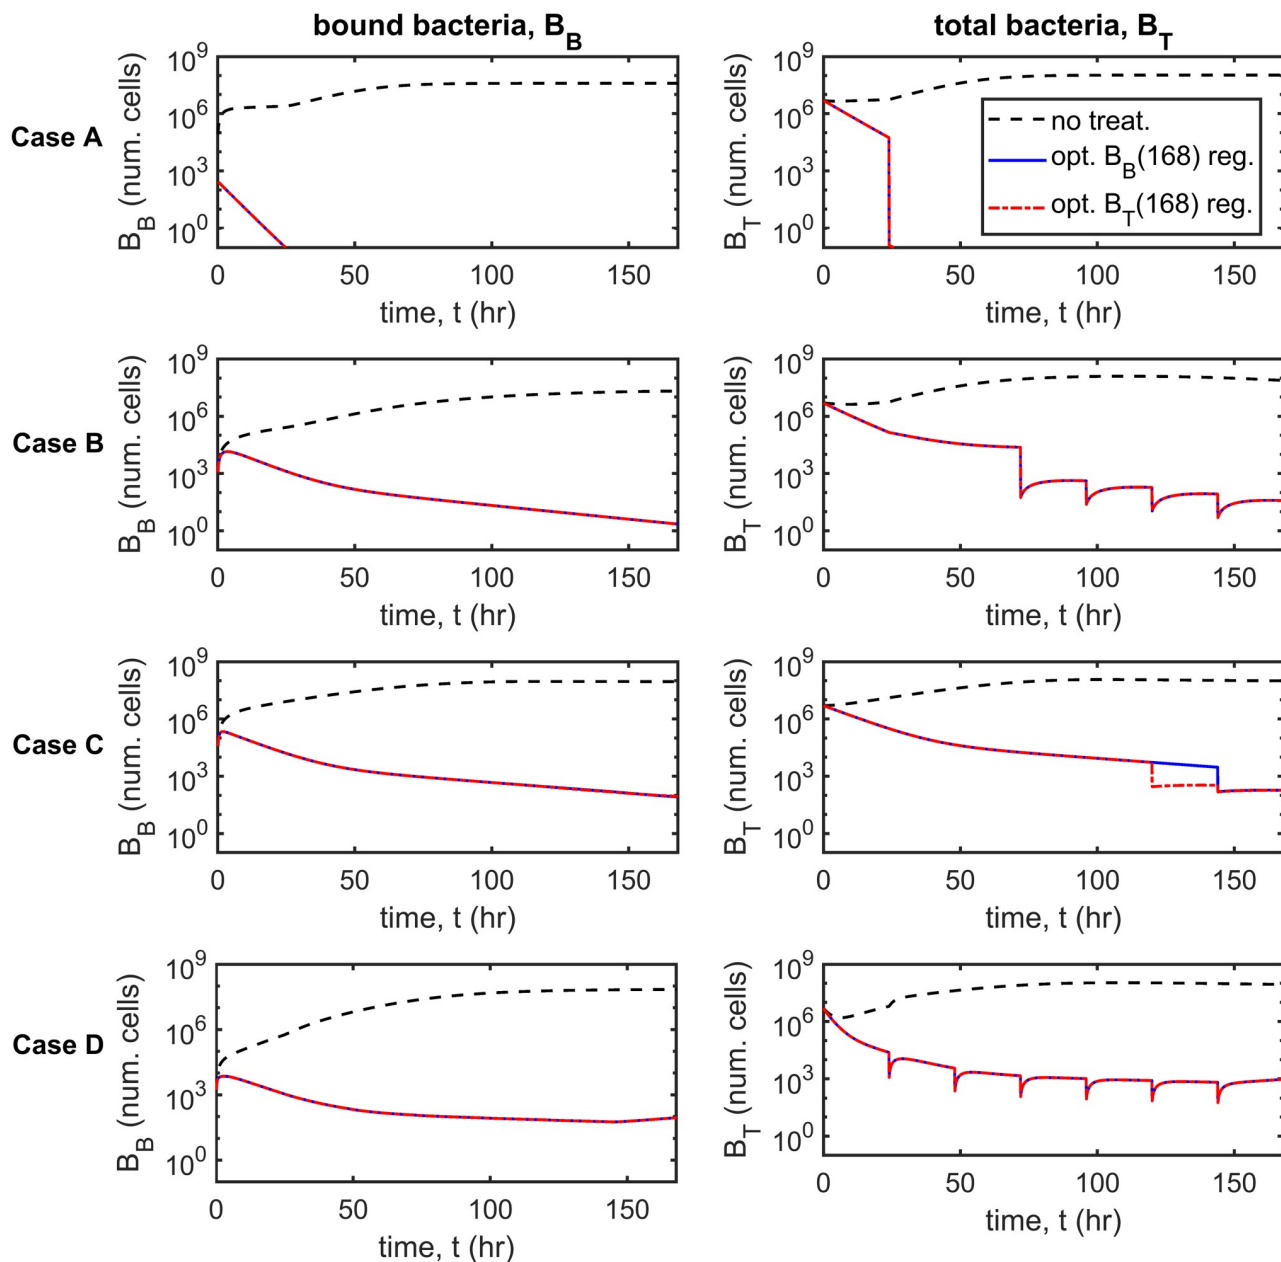 bound bacteria, B_B
total bacteria, B_T
Case A
B_B (num. cells)
10^9
10^6
10^3
10^0
0 50 100 150
time, t (hr)
B_T (num. cells)
10^9
10^6
10^3
10^0
0 50 100 150
time, t (hr)
no treat.
opt. B_B(168) reg.
opt. B_T(168) reg.
Case B
B_B (num. cells)
10^9
10^6
10^3
10^0
0 50 100 150
time, t (hr)
B_T (num. cells)
10^9
10^6
10^3
10^0
0 50 100 150
time, t (hr)
Case C
B_B (num. cells)
10^9
10^6
10^3
10^0
0 50 100 150
time, t (hr)
B_T (num. cells)
10^9
10^6
10^3
10^0
0 50 100 150
time, t (hr)
Case D
B_B (num. cells)
10^9
10^6
10^3
10^0
0 50 100 150
time, t (hr)
B_T (num. cells)
10^9
10^6
10^3
10^0
0 50 100 150
time, t (hr)